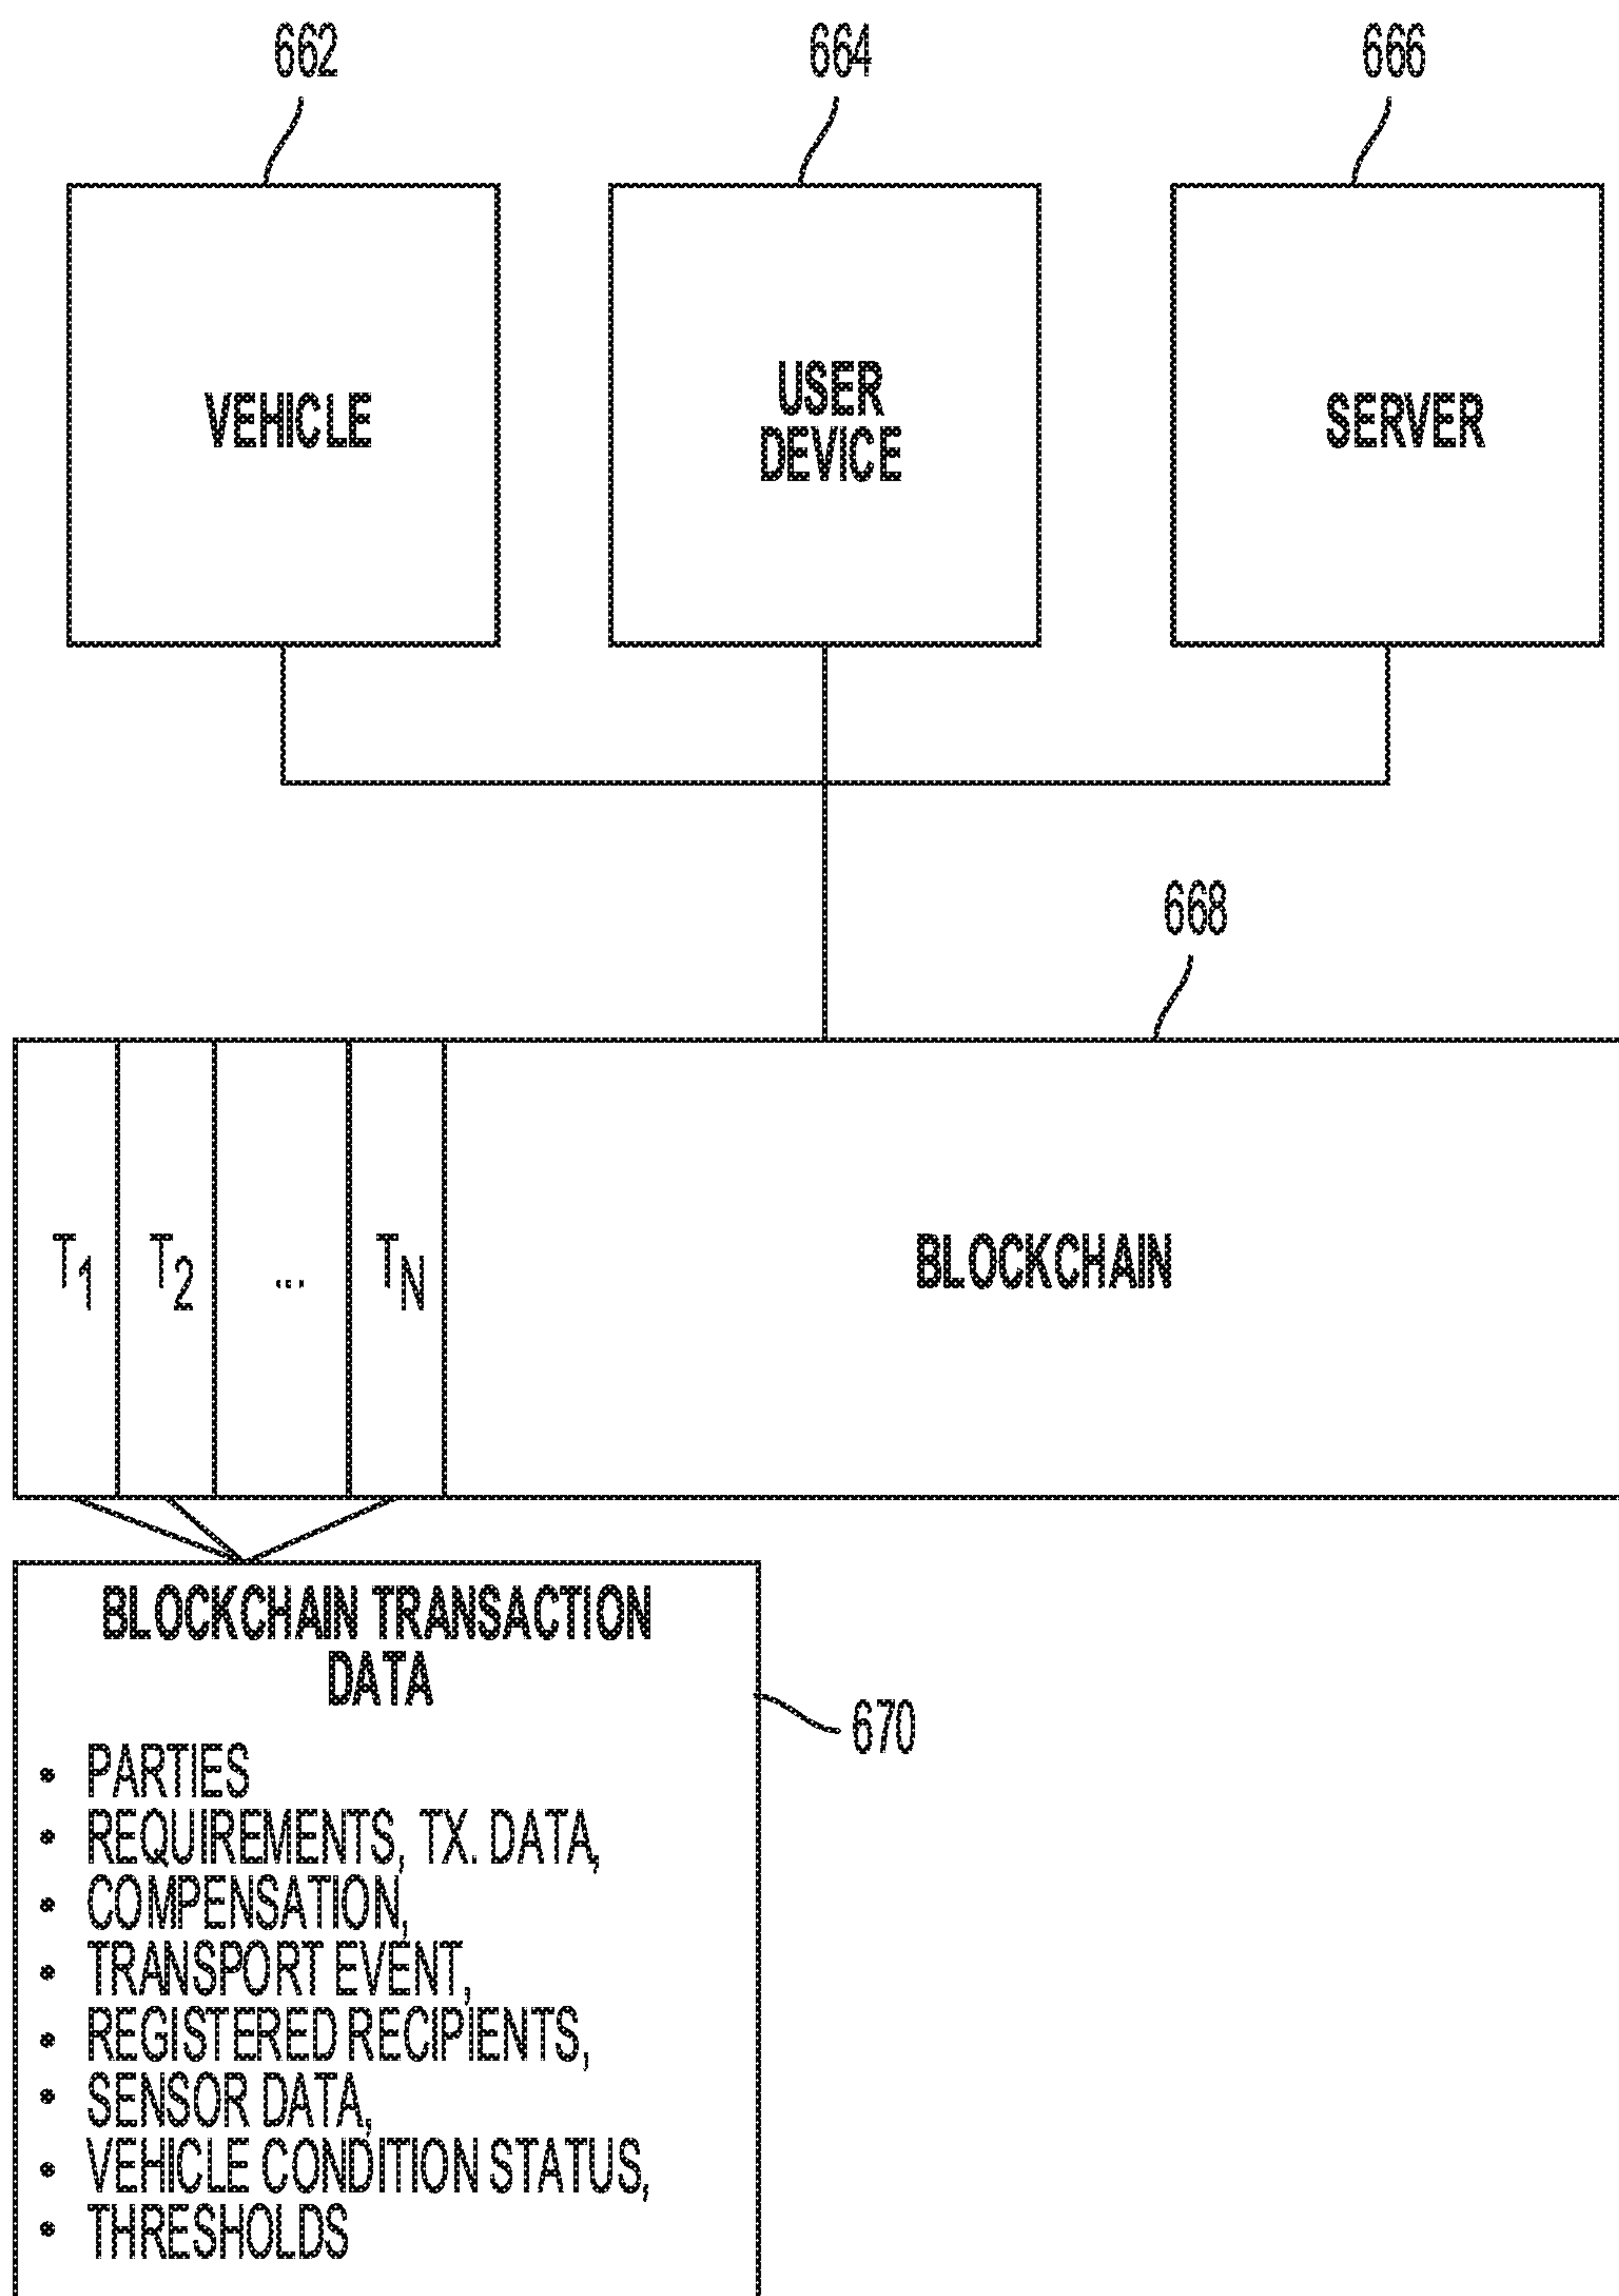 662
664
666
VEHICLE
USER
DEVICE
SERVER
668
T1
T2
...
TN
BLOCKCHAIN
BLOCKCHAIN TRANSACTION
DATA
670
• PARTIES
• REQUIREMENTS, TX. DATA,
• COMPENSATION,
• TRANSPORT EVENT,
• REGISTERED RECIPIENTS,
• SENSOR DATA,
• VEHICLE CONDITION STATUS,
• THRESHOLDS